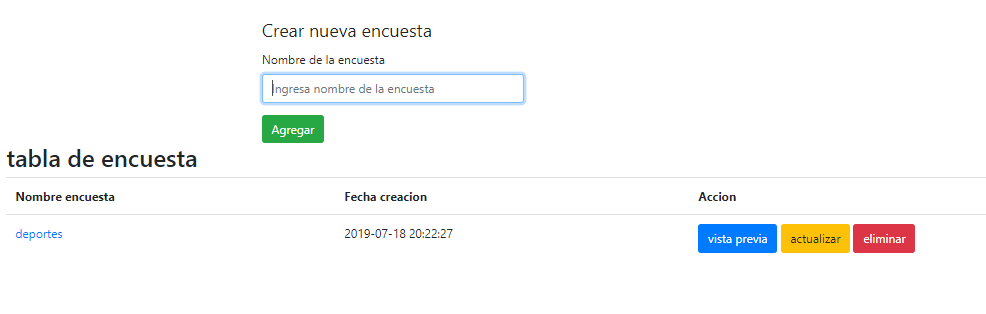 Crear nueva encuesta
Nombre de la encuesta
Ingresa nombre de la encuesta
Agregar
tabla de encuesta
Nombre encuesta Fecha creacion Accion
deportes 2019-07-18 20:22:27 vista previa actualizar eliminar